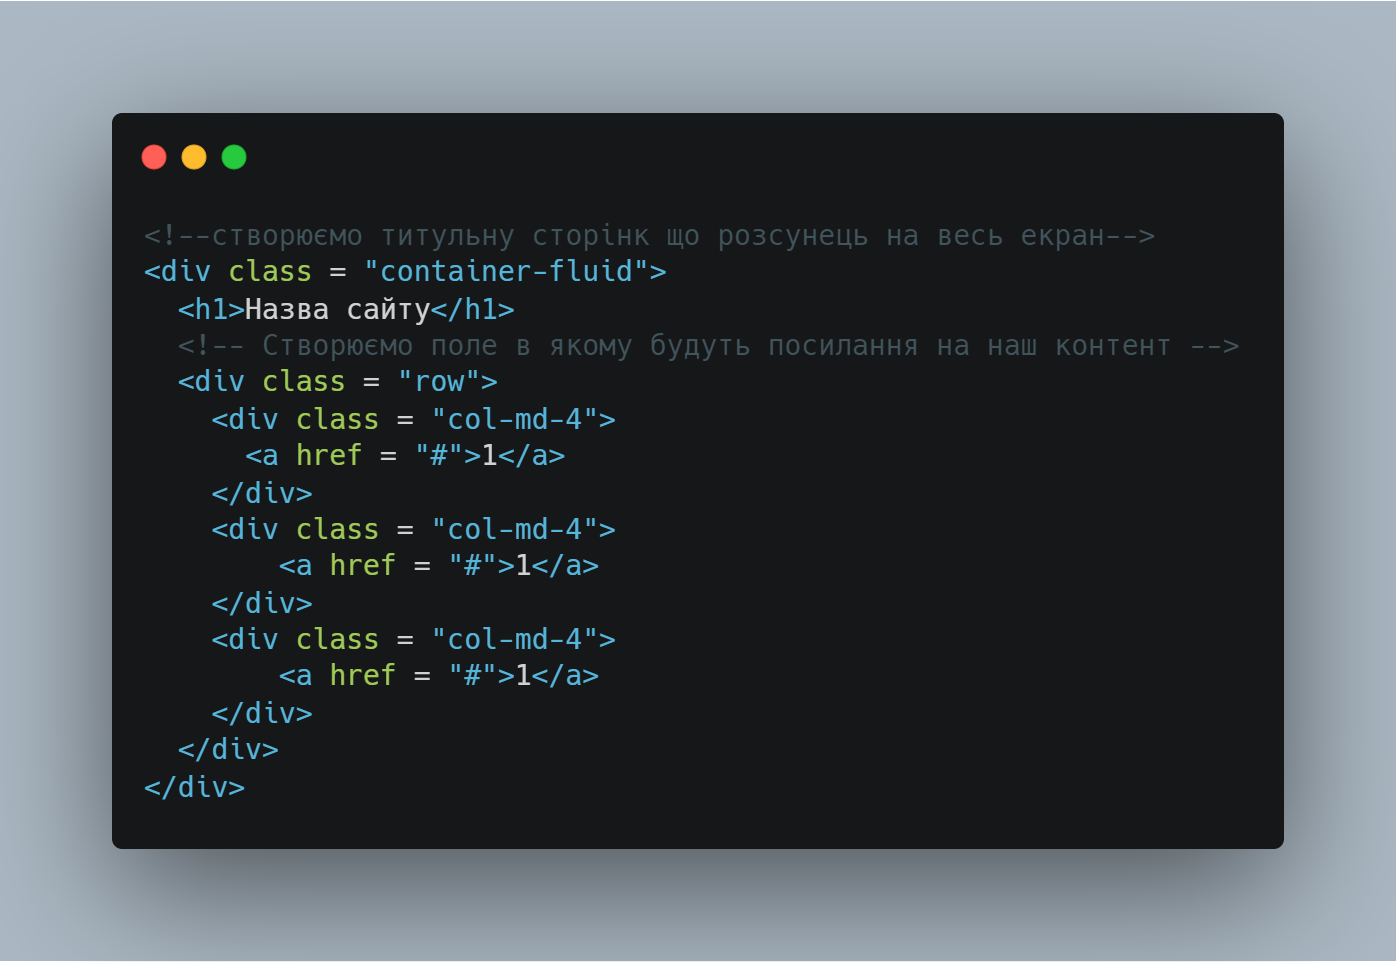 <!--створюємо титульну сторінк що розсунець на весь екран-->
<div class = "container-fluid">
  <h1>Назва сайту</h1>
  <!-- Створюємо поле в якому будуть посилання на наш контент -->
  <div class = "row">
    <div class = "col-md-4">
      <a href = "#">1</a>
    </div>
    <div class = "col-md-4">
        <a href = "#">1</a>
    </div>
    <div class = "col-md-4">
        <a href = "#">1</a>
    </div>
  </div>
</div>